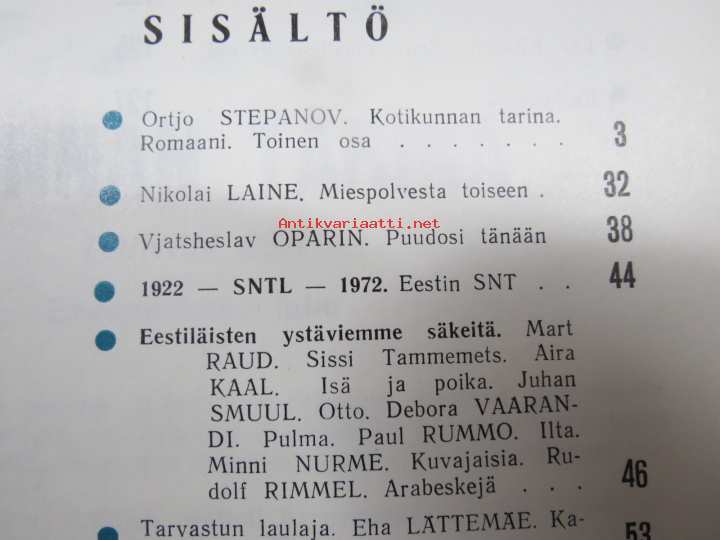 SISÄLTÖ
Ortjo STEPANOV. Kotikunnan tarina.
Romaani. Toinen osa . . . . . . . 3
Nikolai LAINE. Miespolvesta toiseen . 32
Antikvariaatti.net
Vjatsheslav OPARIN. Puudosi tänään 38
1922 — SNTL — 1972. Eestin SNT . . 44
Eestiläisten ystäviemme säkeitä. Mart
RAUD. Sissi Tammemets. Aira
KAAL. Isä ja poika. Juhan
SMUUL. Otto. Debora VAARAN-
DI. Pulma. Paul RUMMO. Ilta.
Minni NURME. Kuvajaisia. Ru-
dolf RIMMEL. Arabeskejä . . . 46
Tarvastun laulaja. Eha LÄTTEMÄE. Ka- 53